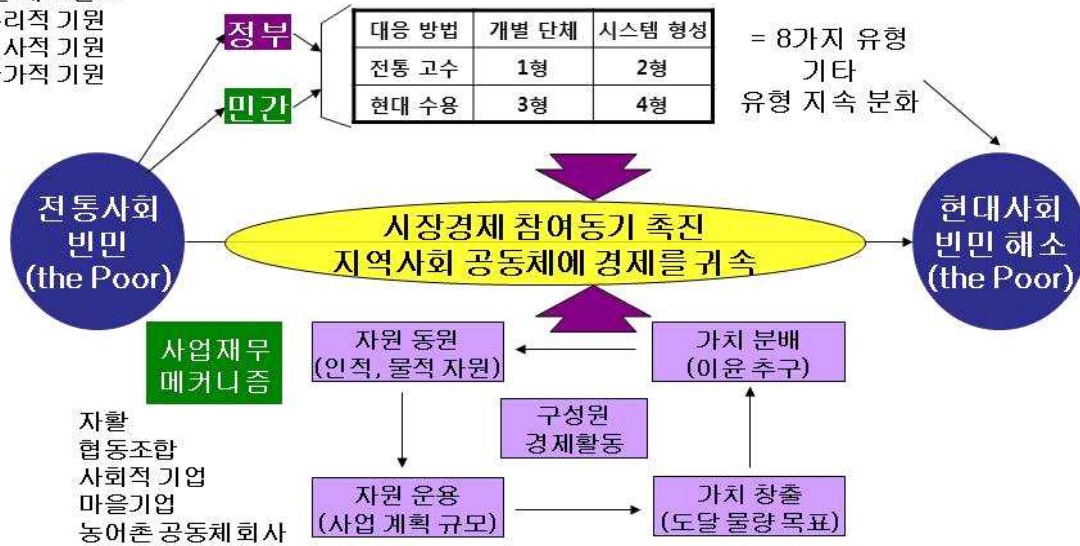 기원
사적 기원
가적 기원
정부
민간
대응 방법 개별 단체 시스템 형성
전통 고수 1형 2형
현대 수용 3형 4형
= 8가지 유형
기타
유형 지속 분화
전통사회
빈민
(the Poor)
시장경제 참여동기 촉진
지역사회 공동체에 경제를 귀속
현대사회
빈민 해소
(the Poor)
사업재무
메커니즘
자활
협동조합
사회적 기업
마을기업
농어촌 공동체 회사
자원 동원
(인적, 물적 자원)
가치 분배
(이윤 추구)
구성원
경제활동
자원 운용
(사업 계획 규모)
가치 창출
(도달 물량 목표)